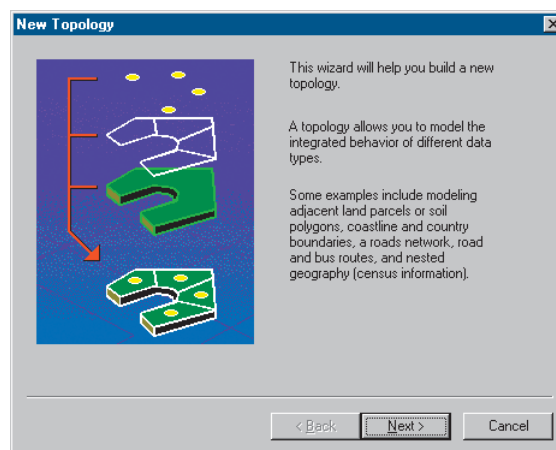 New Topology
This wizard will help you build a new
topology.
A topology allows you to model the
integrated behavior of different data
types.
Some examples include modeling
adjacent land parcels or soil
polygons, coastline and country
boundaries, a roads network, road
and bus routes, and nested
geography (census information).
< Back
Next >
Cancel